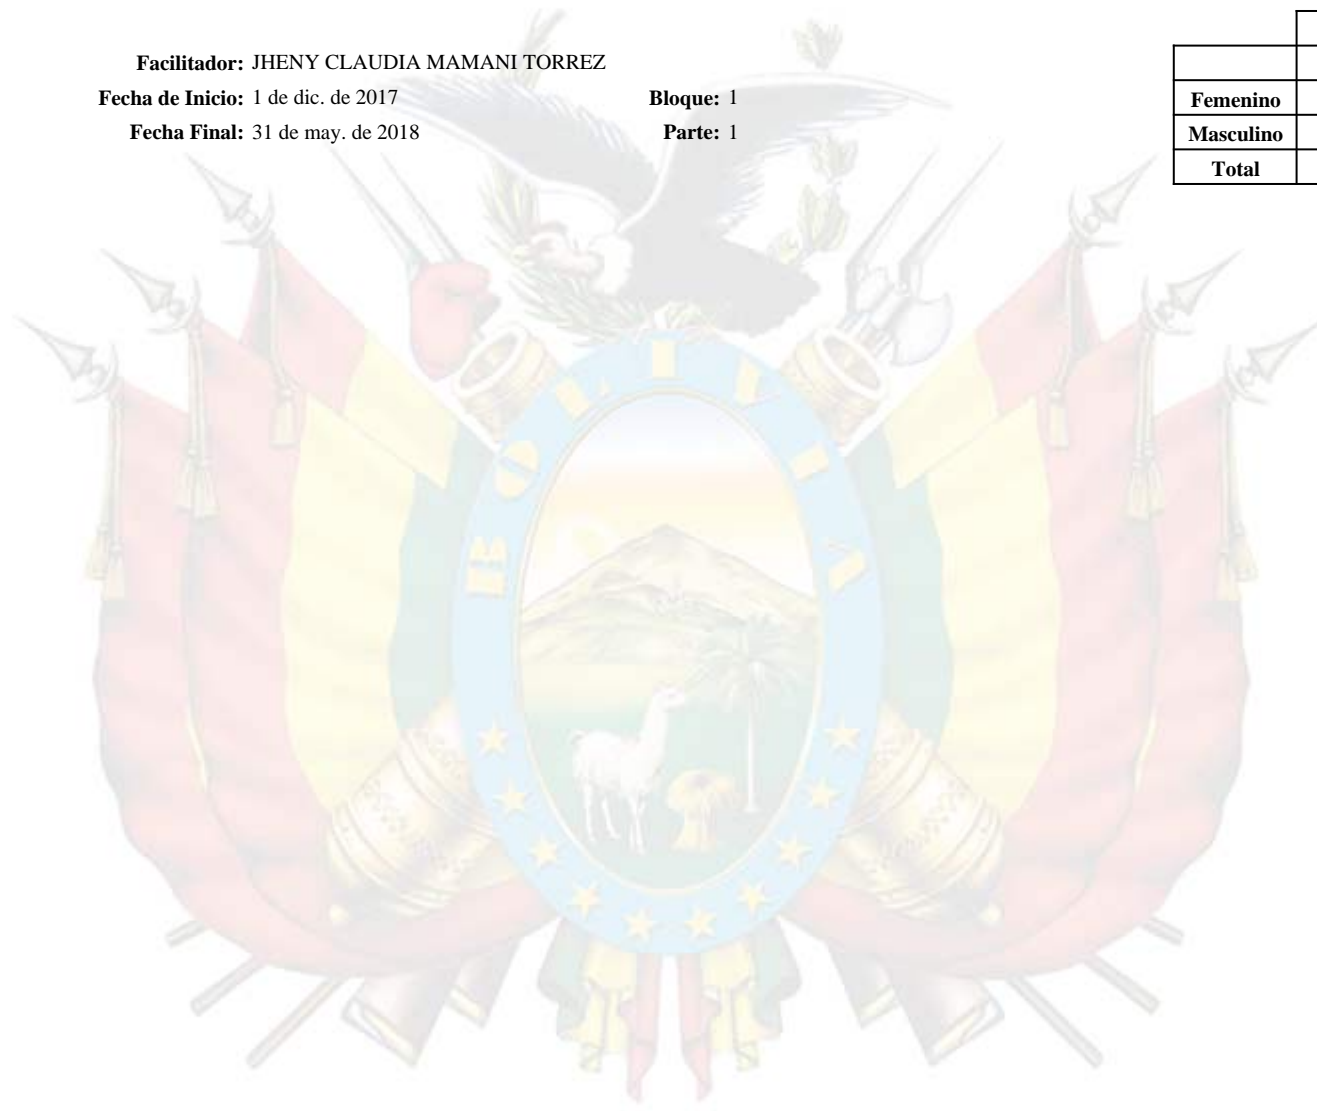 Facilitador: JHENY CLAUDIA MAMANI TORREZ
Fecha de Inicio: 1 de dic. de 2017 Bloque: 1
Fecha Final: 31 de may. de 2018 Parte: 1
Femenino
Masculino
Total
BOLIVIA